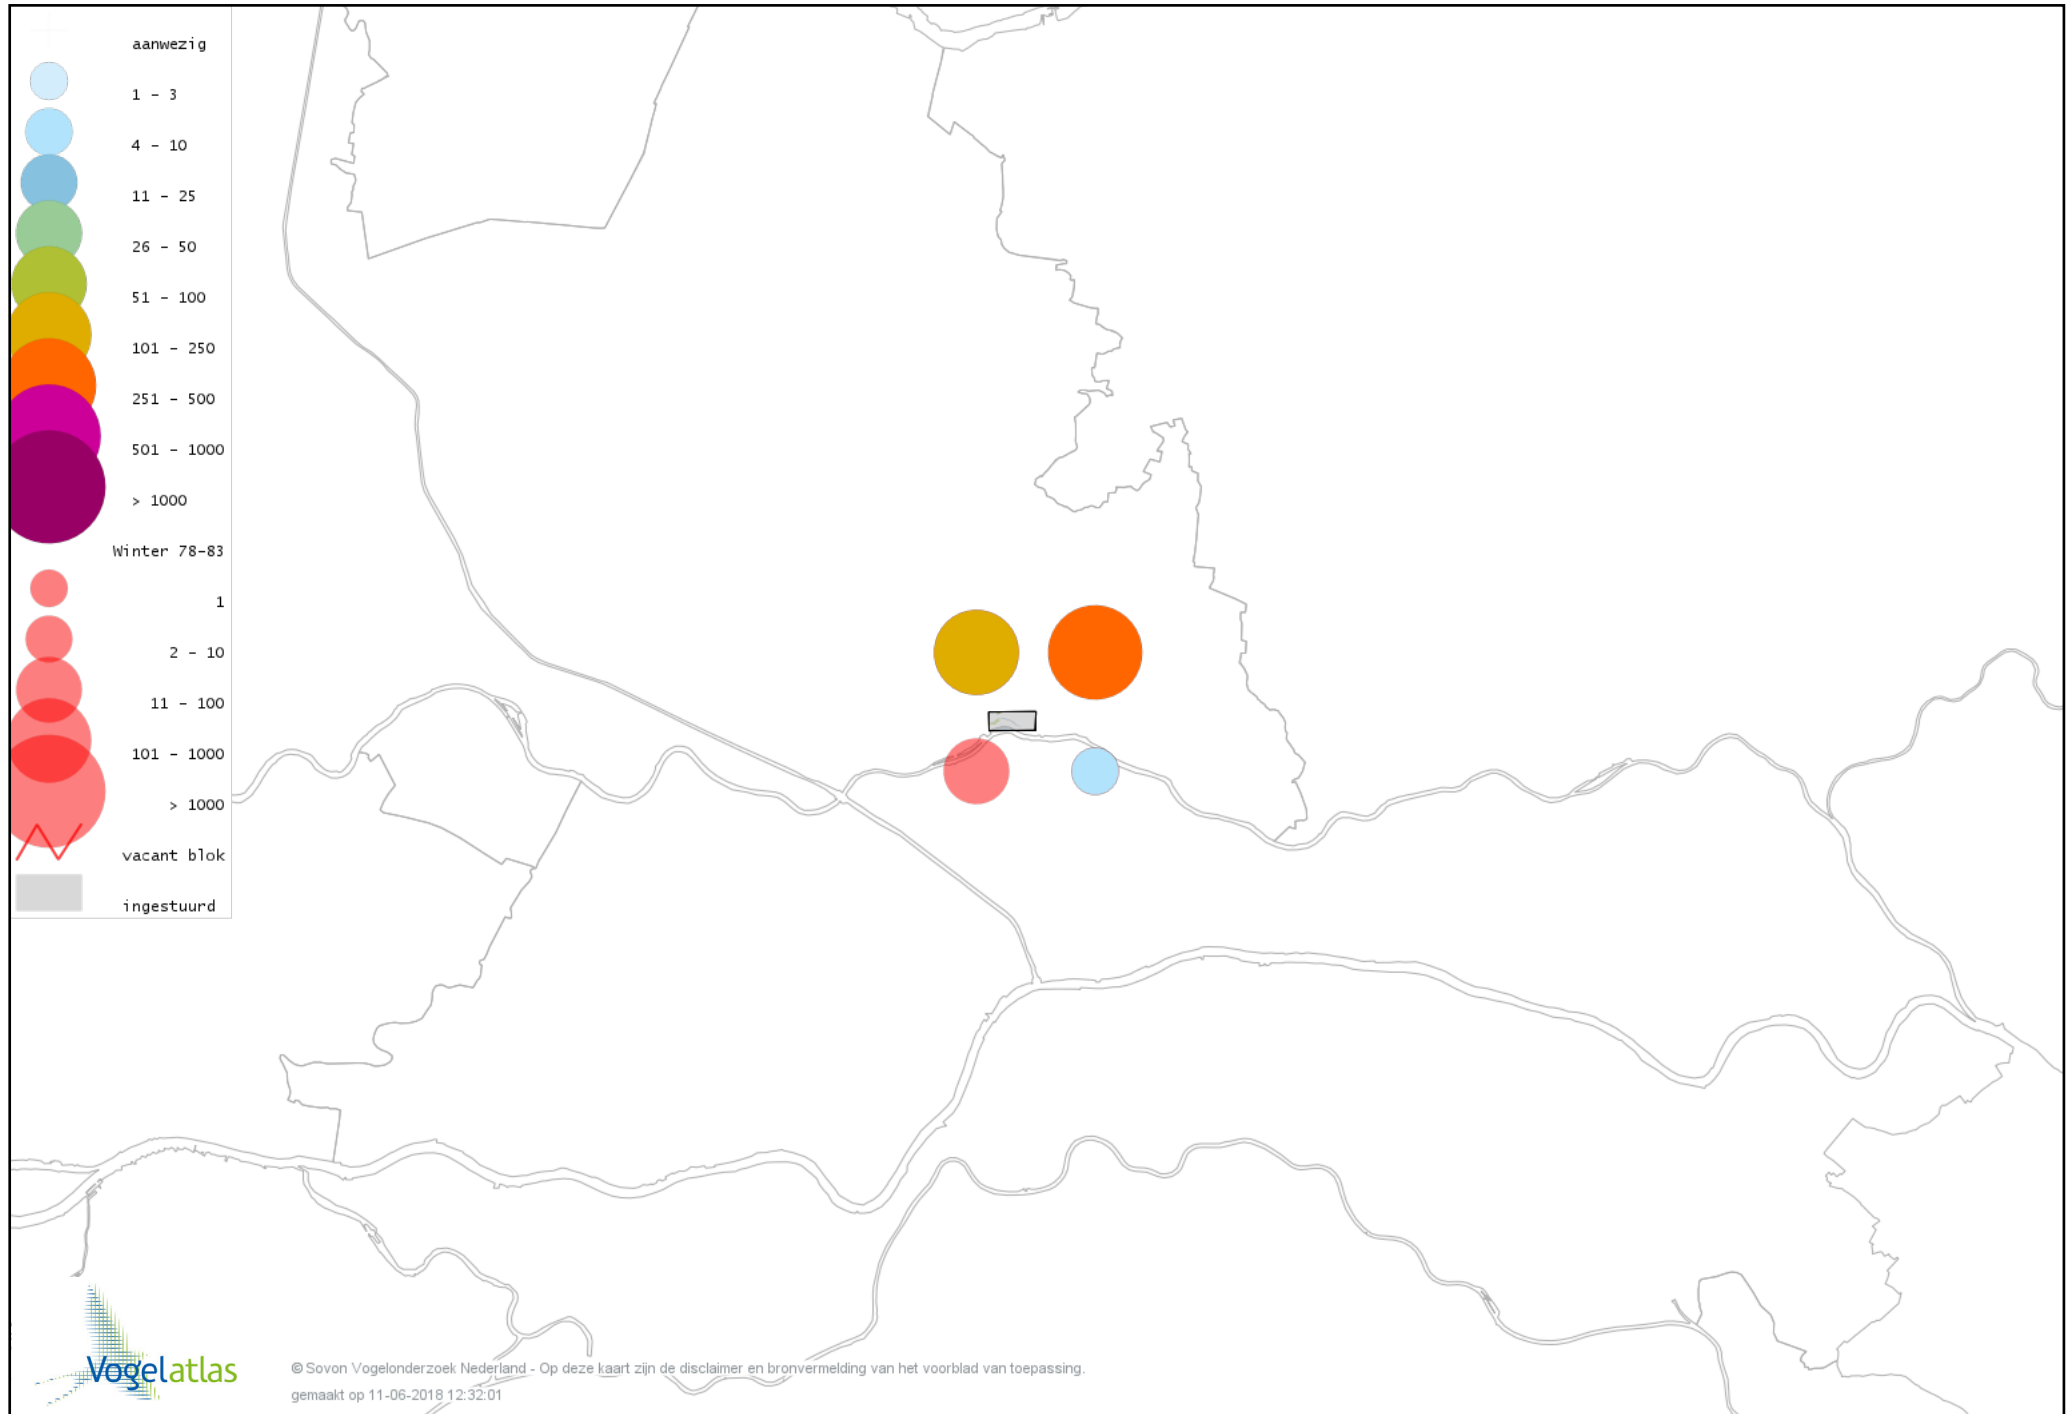 aanwezig
1 - 3
4 - 10
11 - 25
26 - 50
51 - 100
101 - 250
251 - 500
501 - 1000
> 1000
Winter 78-83
1
2 - 10
11 - 100
101 - 1000
> 1000
vacant blok
ingestuurd
Vogelatlas
© Sovon Vogelonderzoek Nederland - Op deze kaart zijn de disclaimer en bronvermelding van het voorblad van toepassing.
gemaakt op 11-06-2018 12:32:01